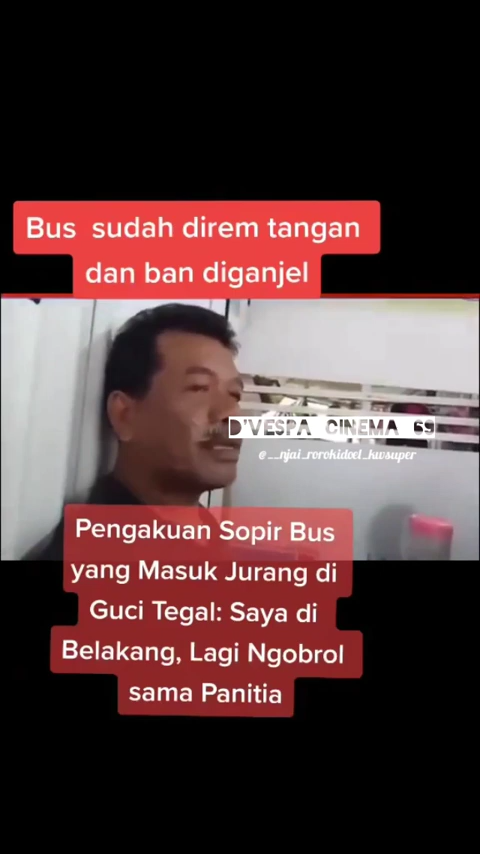 Bus sudah direm tangan
dan ban diganjel
D'VESPA CINEMA 69
@__njai_rorokidoel_kwsuper
Pengakuan Sopir Bus
yang Masuk Jurang di
Guci Tegal: Saya di
Belakang, Lagi Ngobrol
sama Panitia